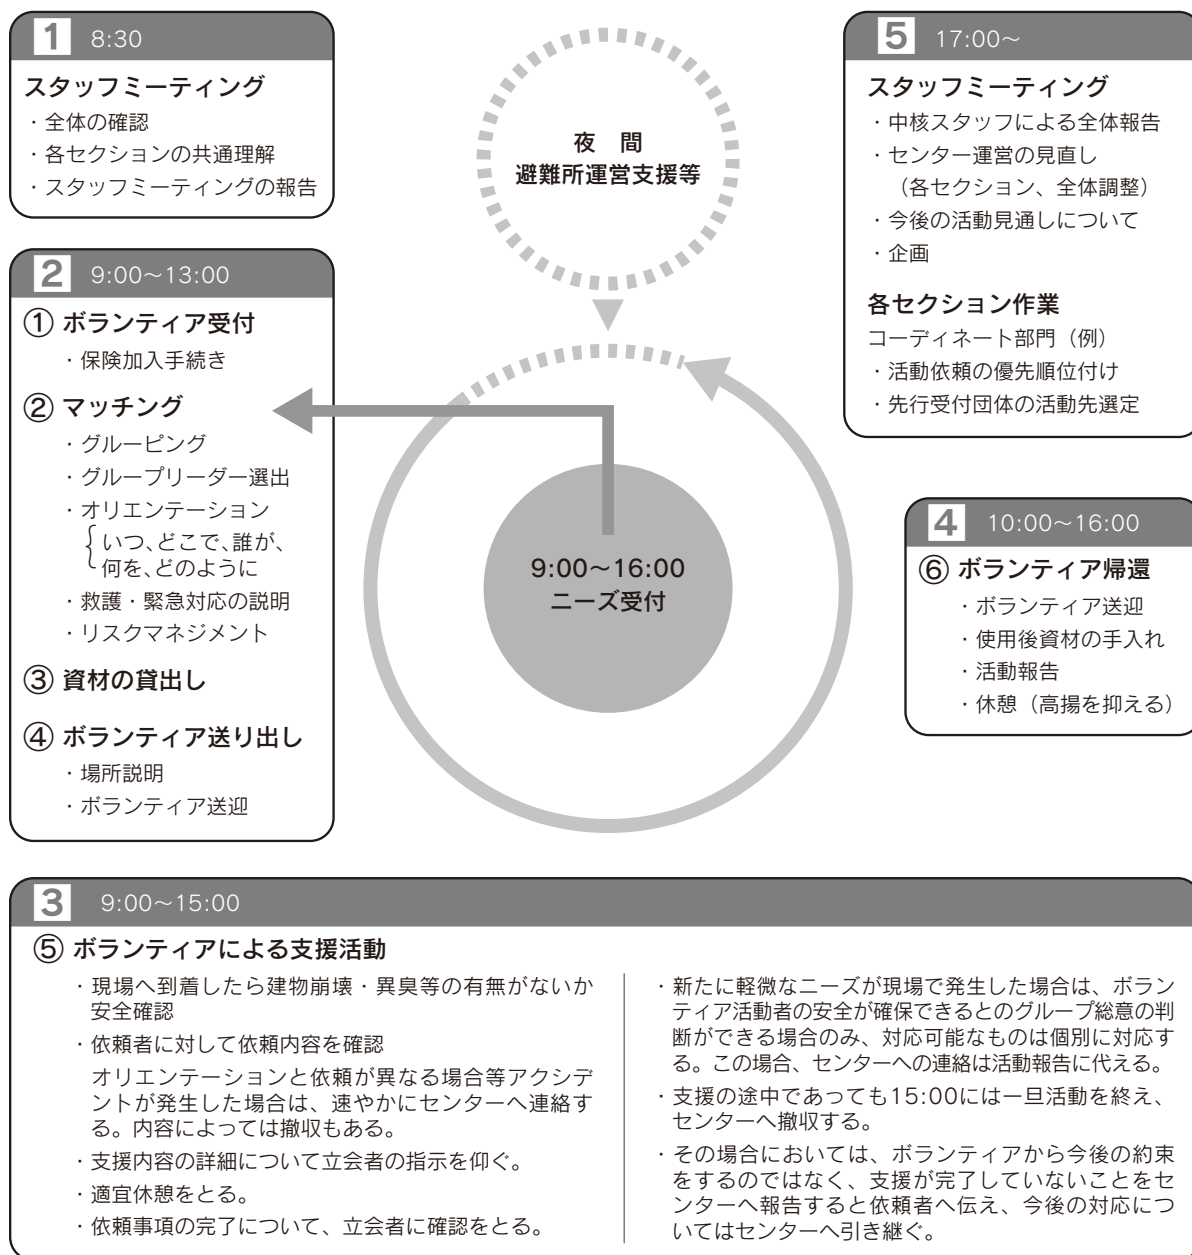 1 8:30
スタッフミーティング
・全体の確認
・各セクションの共通理解
・スタッフミーティングの報告
2 9:00〜13:00
① ボランティア受付
・保険加入手続き
② マッチング
・グルーピング
・グループリーダー選出
・オリエンテーション
いつ、どこで、誰が、
何を、どのように
・救護・緊急対応の説明
・リスクマネジメント
③ 資材の貸出し
④ ボランティア送り出し
・場所説明
・ボランティア送迎
夜 間
避難所運営支援等
9:00〜16:00
ニーズ受付
5 17:00〜
スタッフミーティング
・中核スタッフによる全体報告
・センター運営の見直し
（各セクション、全体調整）
・今後の活動見通しについて
・企画
各セクション作業
コーディネート部門（例）
・活動依頼の優先順位付け
・先行受付団体の活動先選定
4 10:00〜16:00
⑥ ボランティア帰還
・ボランティア送迎
・使用後資材の手入れ
・活動報告
・休憩（高揚を抑える）
3 9:00〜15:00
⑤ ボランティアによる支援活動
・現場へ到着したら建物崩壊・異臭等の有無がないか
安全確認
・依頼者に対して依頼内容を確認
オリエンテーションと依頼が異なる場合等アクシデ
ントが発生した場合は、速やかにセンターへ連絡す
る。内容によっては撤収もある。
・支援内容の詳細について立会者の指示を仰ぐ。
・適宜休憩をとる。
・依頼事項の完了について、立会者に確認をとる。
・新たに軽微なニーズが現場で発生した場合は、ボラン
ティア活動者の安全が確保できるとのグループ総意の判
断ができる場合のみ、対応可能なものは個別に対応す
る。この場合、センターへの連絡は活動報告に代える。
・支援の途中であっても15:00には一旦活動を終え、
センターへ撤収する。
・その場合においては、ボランティアから今後の約束
をするのではなく、支援が完了していないことをセ
ンターへ報告すると依頼者へ伝え、今後の対応につ
いてはセンターへ引き継ぐ。